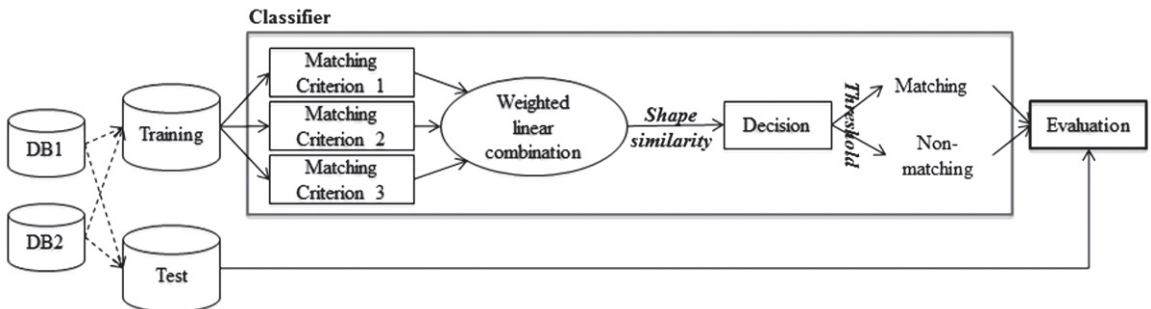 Classifier
DB1
DB2
Training
Test
Matching
Criterion 1
Matching
Criterion 2
Matching
Criterion 3
Weighted
linear
combination
Shape
similarity
Decision
Threshold
Matching
Non-
matching
Evaluation